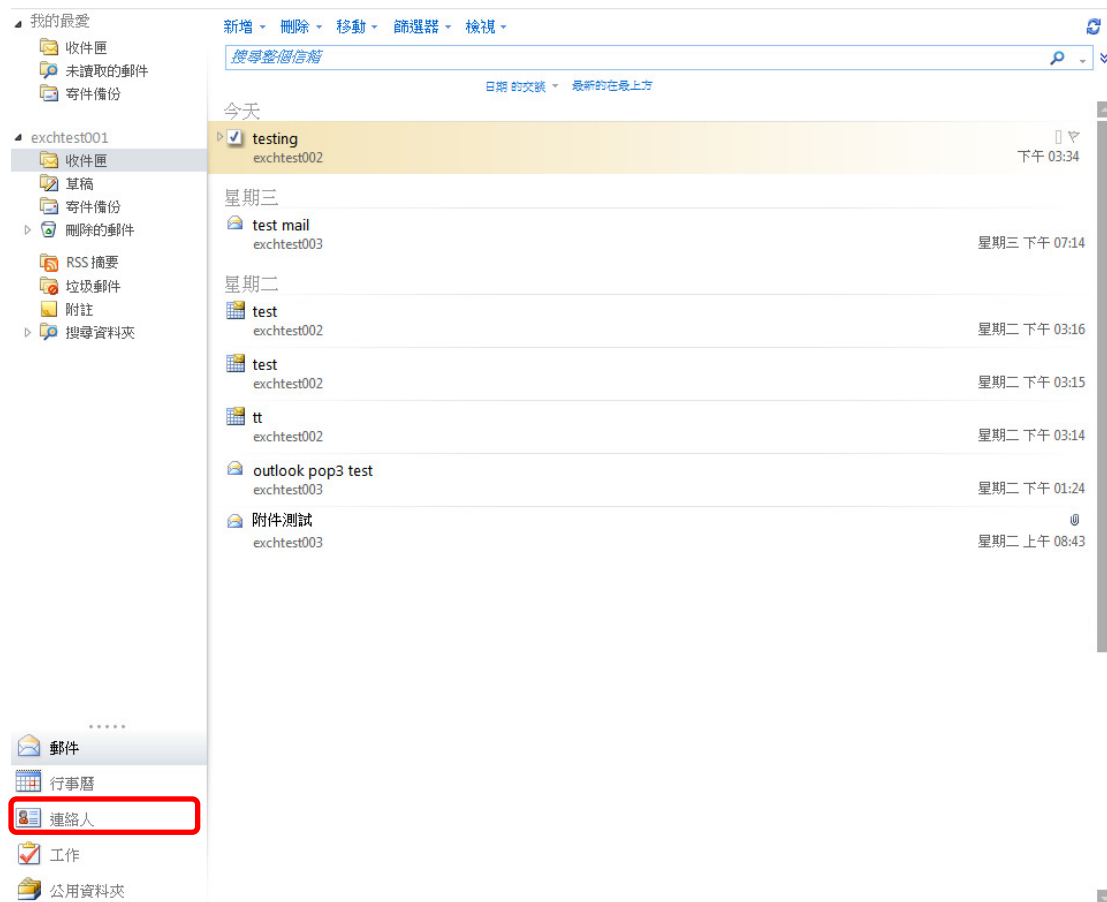 我的最愛
收件匣
未讀取的郵件
寄件備份
exchtest001
收件匣
草稿
寄件備份
刪除的郵件
RSS 摘要
垃圾郵件
附註
搜尋資料夾
郵件
行事曆
連絡人
工作
公用資料夾
新增 刪除 移動 篩選器 檢視
搜尋整個信箱
日期 的交談 最新的在最上方
今天
testing
exchtest002 下午 03:34
星期三
test mail
exchtest003 星期三 下午 07:14
星期二
test
exchtest002 星期二 下午 03:16
test
exchtest002 星期二 下午 03:15
tt
exchtest002 星期二 下午 03:14
outlook pop3 test
exchtest003 星期二 下午 01:24
附件測試
exchtest003 星期二 上午 08:43